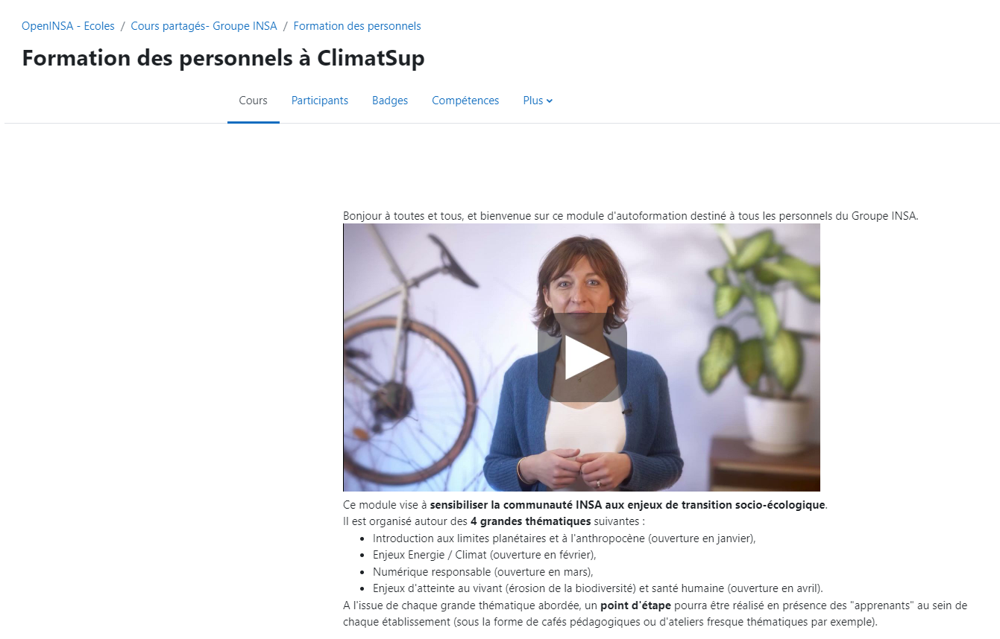 OpenINSA - Ecoles / Cours partagés- Groupe INSA / Formation des personnels
Formation des personnels à ClimatSup
Cours Participants Badges Compétences Plus
Bonjour à toutes et tous, et bienvenue sur ce module d'autoformation destiné à tous les personnels du Groupe INSA.
Ce module vise à sensibiliser la communauté INSA aux enjeux de transition socio-écologique.
Il est organisé autour des 4 grandes thématiques suivantes :
• Introduction aux limites planétaires et à l'anthropocène (ouverture en janvier),
• Enjeux Energie / Climat (ouverture en février),
• Numérique responsable (ouverture en mars),
• Enjeux d'atteinte au vivant (érosion de la biodiversité) et santé humaine (ouverture en avril).
A l'issue de chaque grande thématique abordée, un point d'étape pourra être réalisé en présence des "apprenants" au sein de
chaque établissement (sous la forme de cafés pédagogiques ou d'ateliers fresque thématiques par exemple).